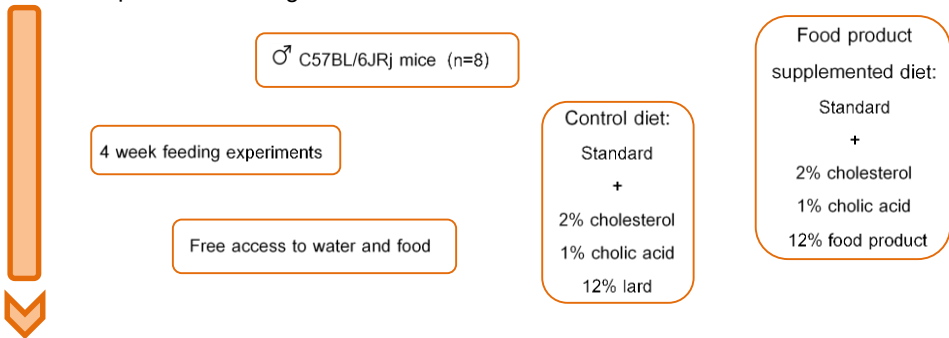 ♂ C57BL/6JRj mice (n=8)
4 week feeding experiments
Free access to water and food
Control diet:
Standard
+
2% cholesterol
1% cholic acid
12% lard
Food product
supplemented diet:
Standard
+
2% cholesterol
1% cholic acid
12% food product